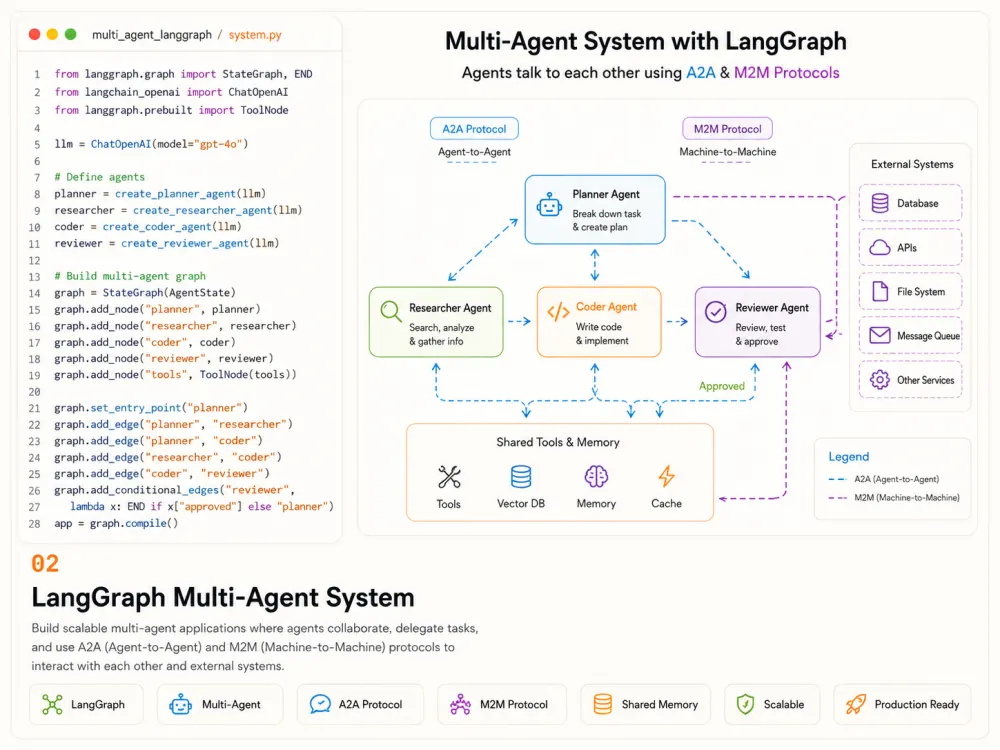 multi_agent_langgraph / system.py
1 from langgraph.graph import StateGraph, END
2 from langchain_openai import ChatOpenAI
3 from langgraph.prebuilt import ToolNode
4
5 llm = ChatOpenAI(model="gpt-4o")
6
7 # Define agents
8 planner = create_planner_agent(llm)
9 researcher = create_researcher_agent(llm)
10 coder = create_coder_agent(llm)
11 reviewer = create_reviewer_agent(llm)
12
13 # Build multi-agent graph
14 graph = StateGraph(AgentState)
15 graph.add_node("planner", planner)
16 graph.add_node("researcher", researcher)
17 graph.add_node("coder", coder)
18 graph.add_node("reviewer", reviewer)
19 graph.add_node("tools", ToolNode(tools))
20
21 graph.set_entry_point("planner")
22 graph.add_edge("planner", "researcher")
23 graph.add_edge("planner", "coder")
24 graph.add_edge("researcher", "coder")
25 graph.add_edge("coder", "reviewer")
26 graph.add_conditional_edges("reviewer",
27 lambda x: END if x["approved"] else "planner")
28 app = graph.compile()
Multi-Agent System with LangGraph
Agents talk to each other using A2A & M2M Protocols
A2A Protocol
Agent-to-Agent
M2M Protocol
Machine-to-Machine
Planner Agent
Break down task
& create plan
Researcher Agent
Search, analyze
& gather info
Coder Agent
Write code
& implement
Reviewer Agent
Review, test
& approve
Approved
Shared Tools & Memory
Tools
Vector DB
Memory
Cache
External Systems
Database
APIs
File System
Message Queue
Other Services
Legend
A2A (Agent-to-Agent)
M2M (Machine-to-Machine)
02
LangGraph Multi-Agent System
Build scalable multi-agent applications where agents collaborate, delegate tasks,
and use A2A (Agent-to-Agent) and M2M (Machine-to-Machine) protocols to
interact with each other and external systems.
LangGraph
Multi-Agent
A2A Protocol
M2M Protocol
Shared Memory
Scalable
Production Ready